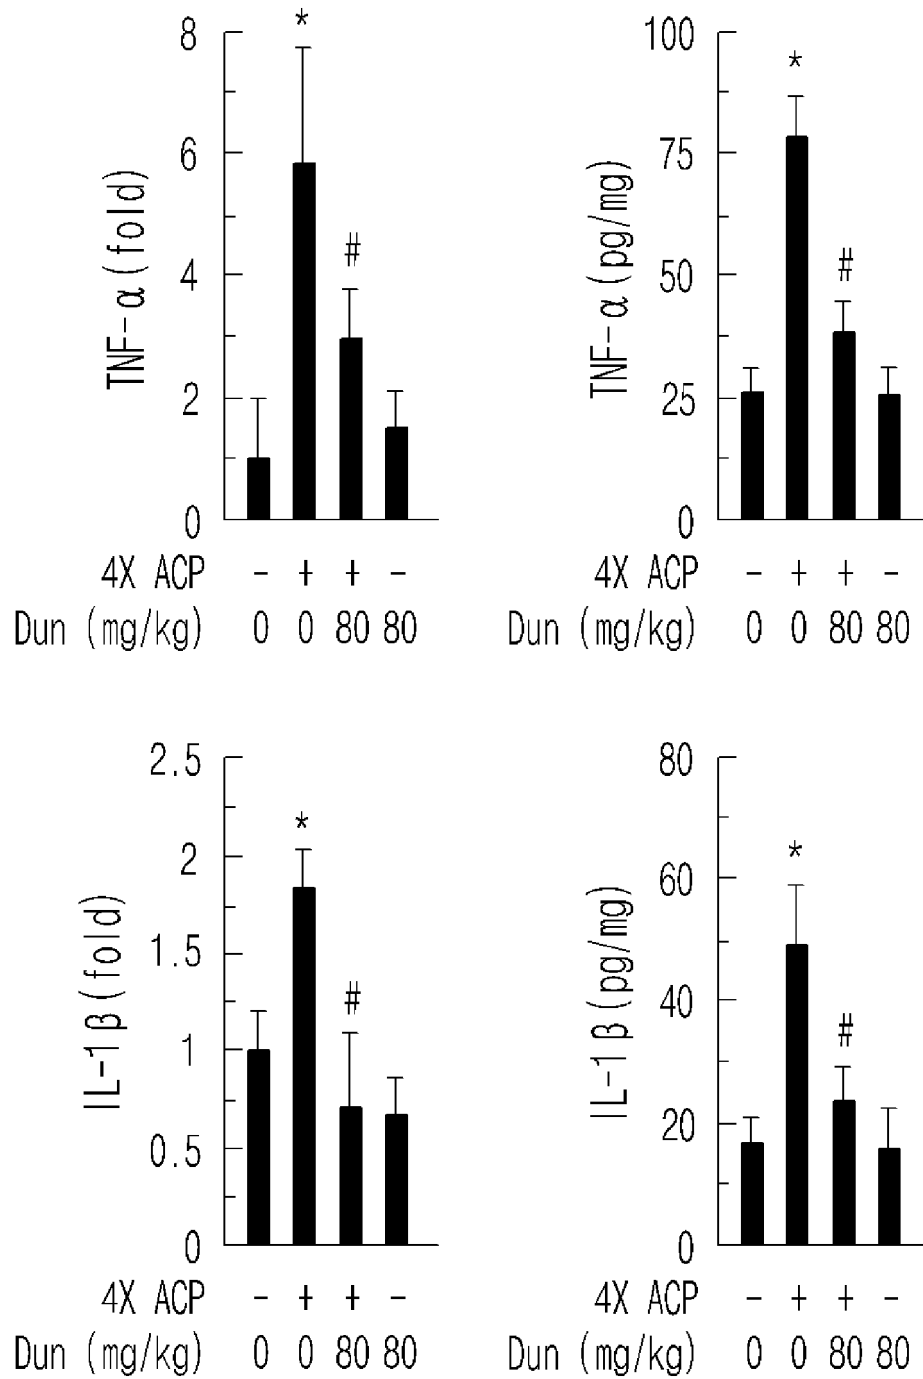 TNF-α (fold)
8
6
4
2
0
*
#
4X ACP - + + -
Dun (mg/kg) 0 0 80 80
TNF-α (pg/mg)
100
75
50
25
0
*
#
4X ACP - + + -
Dun (mg/kg) 0 0 80 80
IL-1β (fold)
2.5
2
1.5
1
0.5
0
*
#
4X ACP - + + -
Dun (mg/kg) 0 0 80 80
IL-1β (pg/mg)
80
60
40
20
0
*
#
4X ACP - + + -
Dun (mg/kg) 0 0 80 80